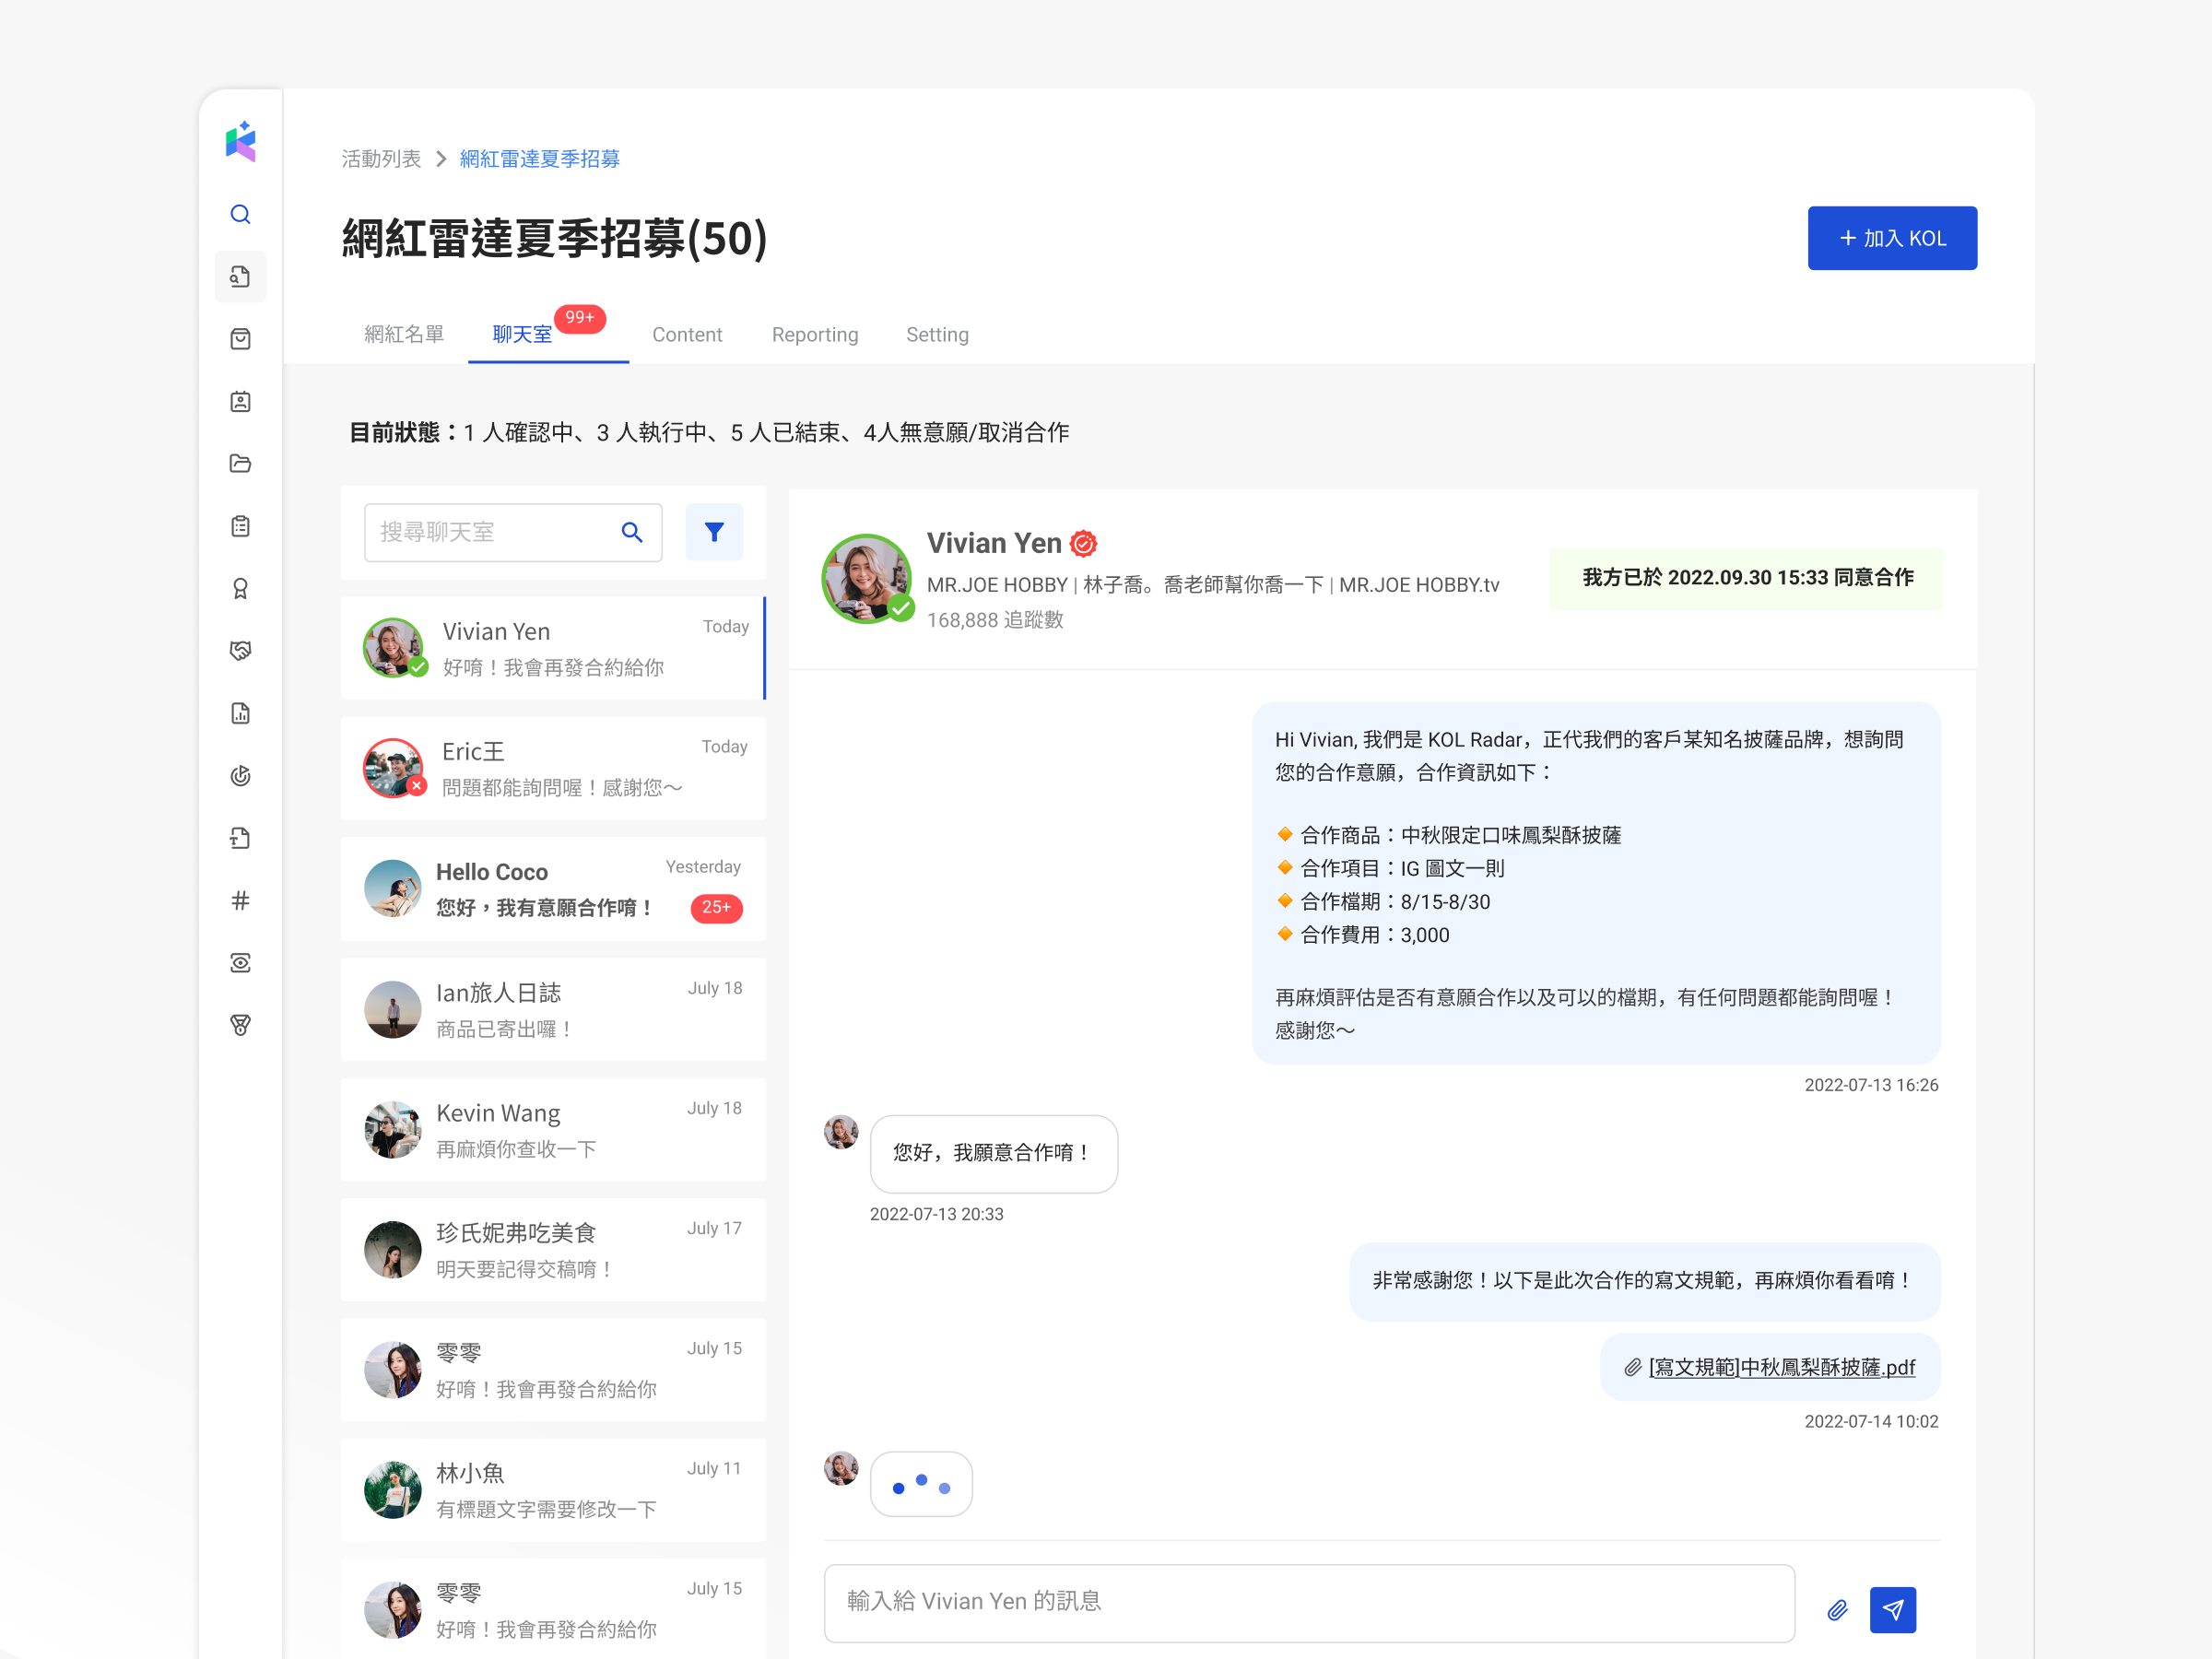 活動列表 > 網紅雷達夏季招募
網紅雷達夏季招募(50)
+ 加入 KOL
網紅名單
聊天室
99+
Content
Reporting
Setting
目前狀態：1 人確認中、3 人執行中、5 人已結束、4人無意願/取消合作
搜尋聊天室
Vivian Yen
Today
好唷！我會再發合約給你
Eric王
Today
問題都能詢問喔！感謝您～
Hello Coco
Yesterday
您好，我有意願合作唷！
25+
Ian旅人日誌
July 18
商品已寄出囉！
Kevin Wang
July 18
再麻煩你查收一下
珍氏妮弗吃美食
July 17
明天要記得交稿唷！
零零
July 15
好唷！我會再發合約給你
林小魚
July 11
有標題文字需要修改一下
零零
July 15
好唷！我會再發合約給你
Vivian Yen
MR.JOE HOBBY | 林子喬。喬老師幫你喬一下 | MR.JOE HOBBY.tv
168,888 追蹤數
我方已於 2022.09.30 15:33 同意合作
Hi Vivian, 我們是 KOL Radar，正代我們的客戶某知名披薩品牌，想詢問
您的合作意願，合作資訊如下：
🔸 合作商品：中秋限定口味鳳梨酥披薩
🔸 合作項目：IG 圖文一則
🔸 合作檔期：8/15-8/30
🔸 合作費用：3,000
再麻煩評估是否有意願合作以及可以的檔期，有任何問題都能詢問喔！
感謝您～
2022-07-13 16:26
您好，我願意合作唷！
2022-07-13 20:33
非常感謝您！以下是此次合作的寫文規範，再麻煩你看看唷！
[寫文規範]中秋鳳梨酥披薩.pdf
2022-07-14 10:02
輸入給 Vivian Yen 的訊息